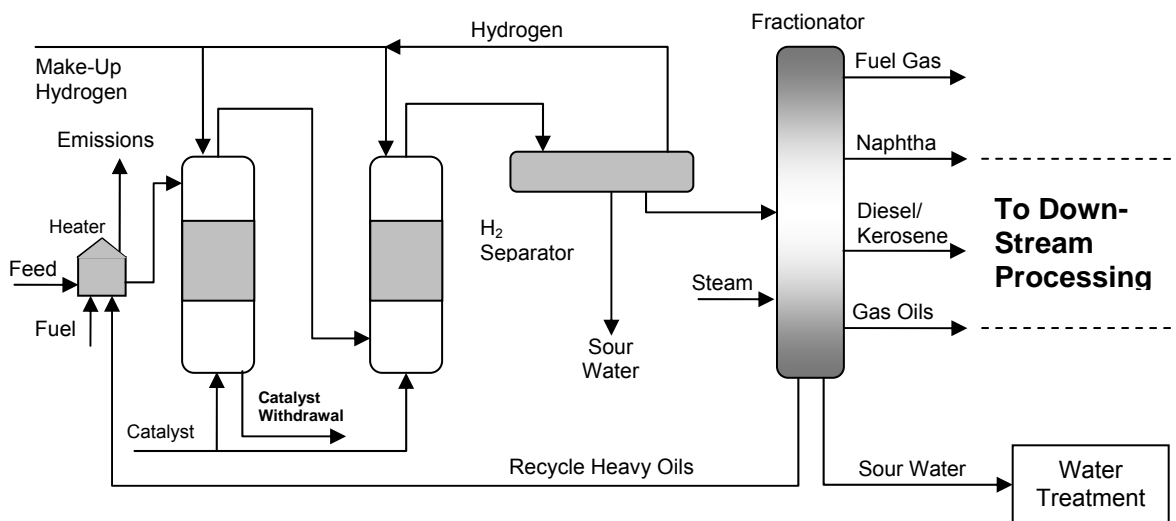 Fractionator
Hydrogen
Fuel Gas
Make-Up
Hydrogen
Emissions
Naphtha
Heater
Diesel/
Kerosene
To Down-
Stream
Processing
H₂
Separator
Feed
Steam
Fuel
Gas Oils
Sour
Water
Catalyst
Withdrawal
Catalyst
Recycle Heavy Oils
Sour Water
Water
Treatment